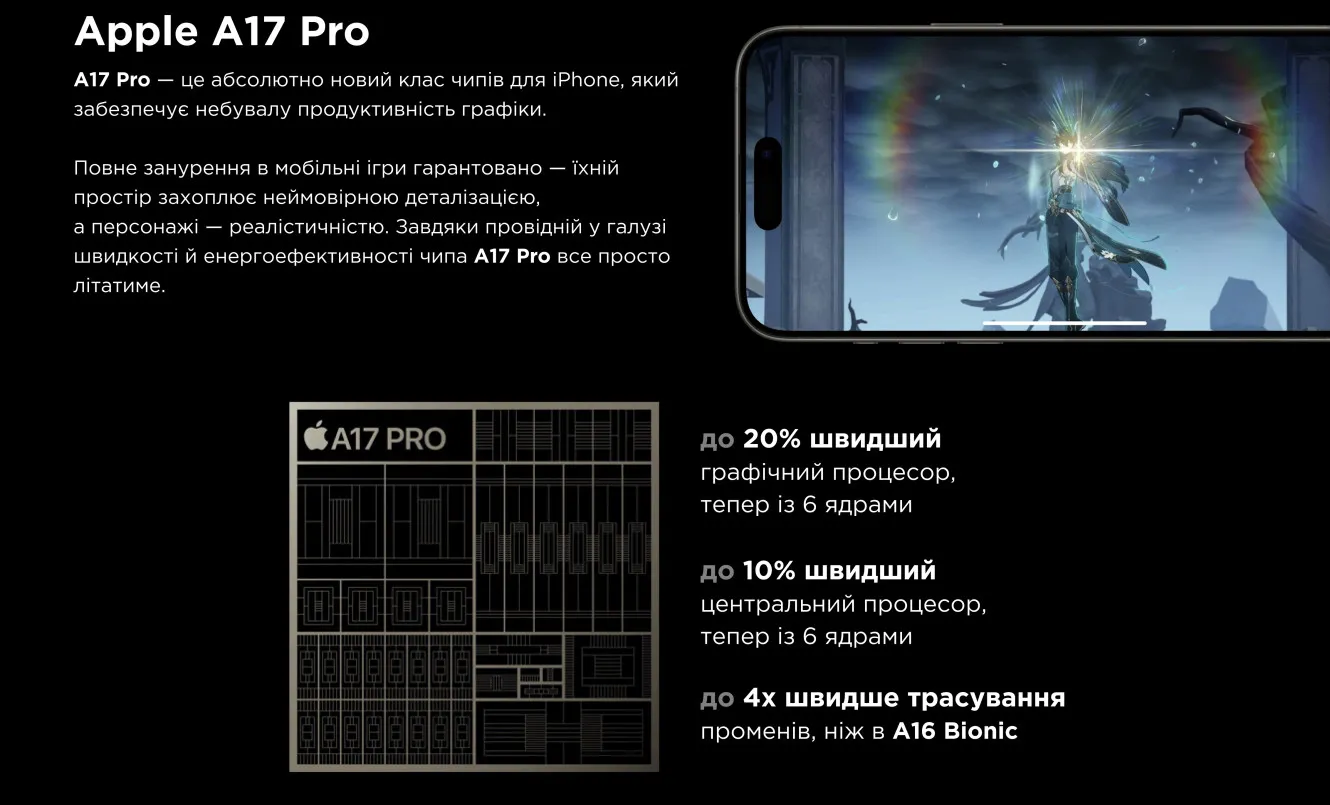 Apple A17 Pro
A17 Pro — це абсолютно новий клас чипів для iPhone, який
забезпечує небувалу продуктивність графіки.
Повне занурення в мобільні ігри гарантовано — їхній
простір захоплює неймовірною деталізацією,
а персонажі — реалістичністю. Завдяки провідній у галузі
швидкості й енергоефективності чипа A17 Pro все просто
літатиме.
A17 PRO
до 20% швидший
графічний процесор,
тепер із 6 ядрами
до 10% швидший
центральний процесор,
тепер із 6 ядрами
до 4x швидше трасування
променів, ніж в A16 Bionic